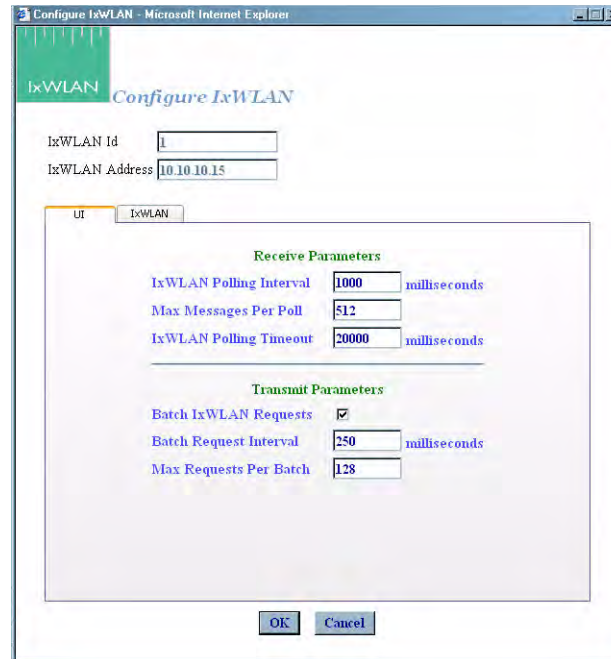 Configure IxWLAN - Microsoft Internet Explorer
IxWLAN
Configure IxWLAN
IxWLAN Id 1
IxWLAN Address 10.10.10.15
UI IxWLAN
Receive Parameters
IxWLAN Polling Interval 1000 milliseconds
Max Messages Per Poll 512
IxWLAN Polling Timeout 20000 milliseconds
Transmit Parameters
Batch IxWLAN Requests
Batch Request Interval 250 milliseconds
Max Requests Per Batch 128
OK Cancel